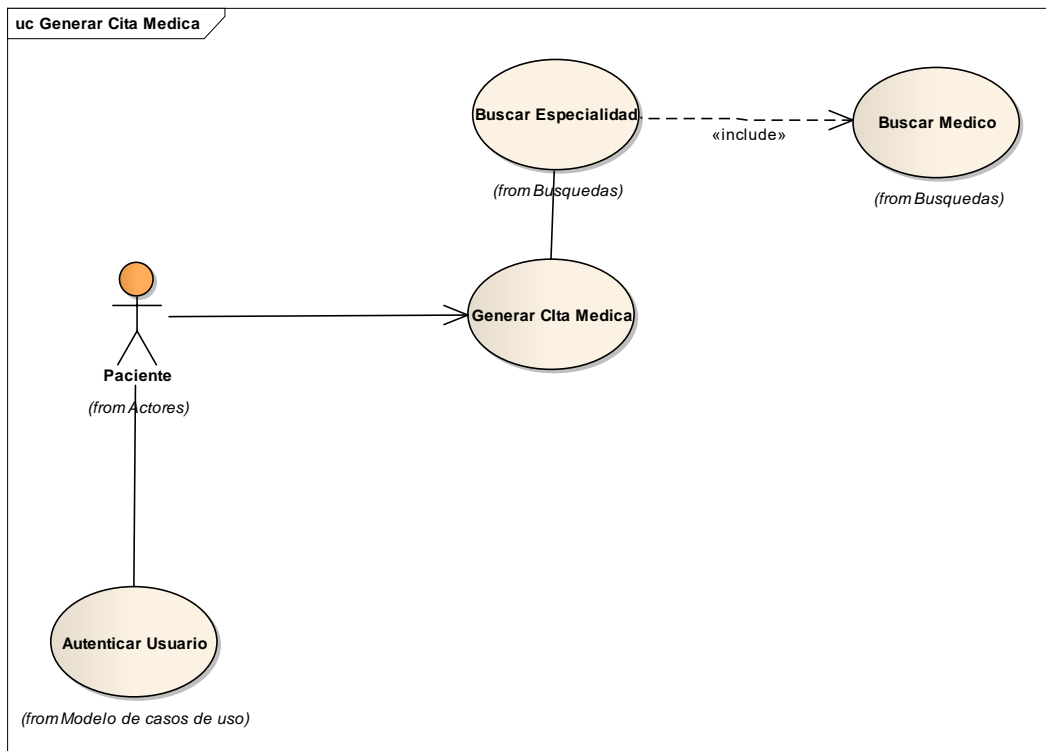 uc Generar Cita Medica
Buscar Especialidad
«include»
Buscar Medico
(from Busquedas)
(from Busquedas)
Generar CIta Medica
Paciente
(from Actores)
Autenticar Usuario
(from Modelo de casos de uso)